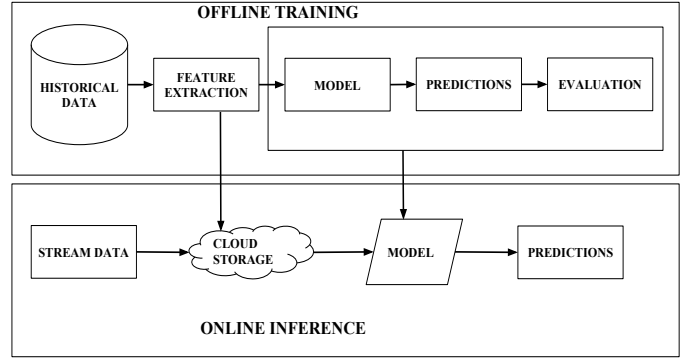 OFFLINE TRAINING
HISTORICAL
DATA
FEATURE
EXTRACTION
MODEL
PREDICTIONS
EVALUATION
STREAM DATA
CLOUD
STORAGE
MODEL
PREDICTIONS
ONLINE INFERENCE